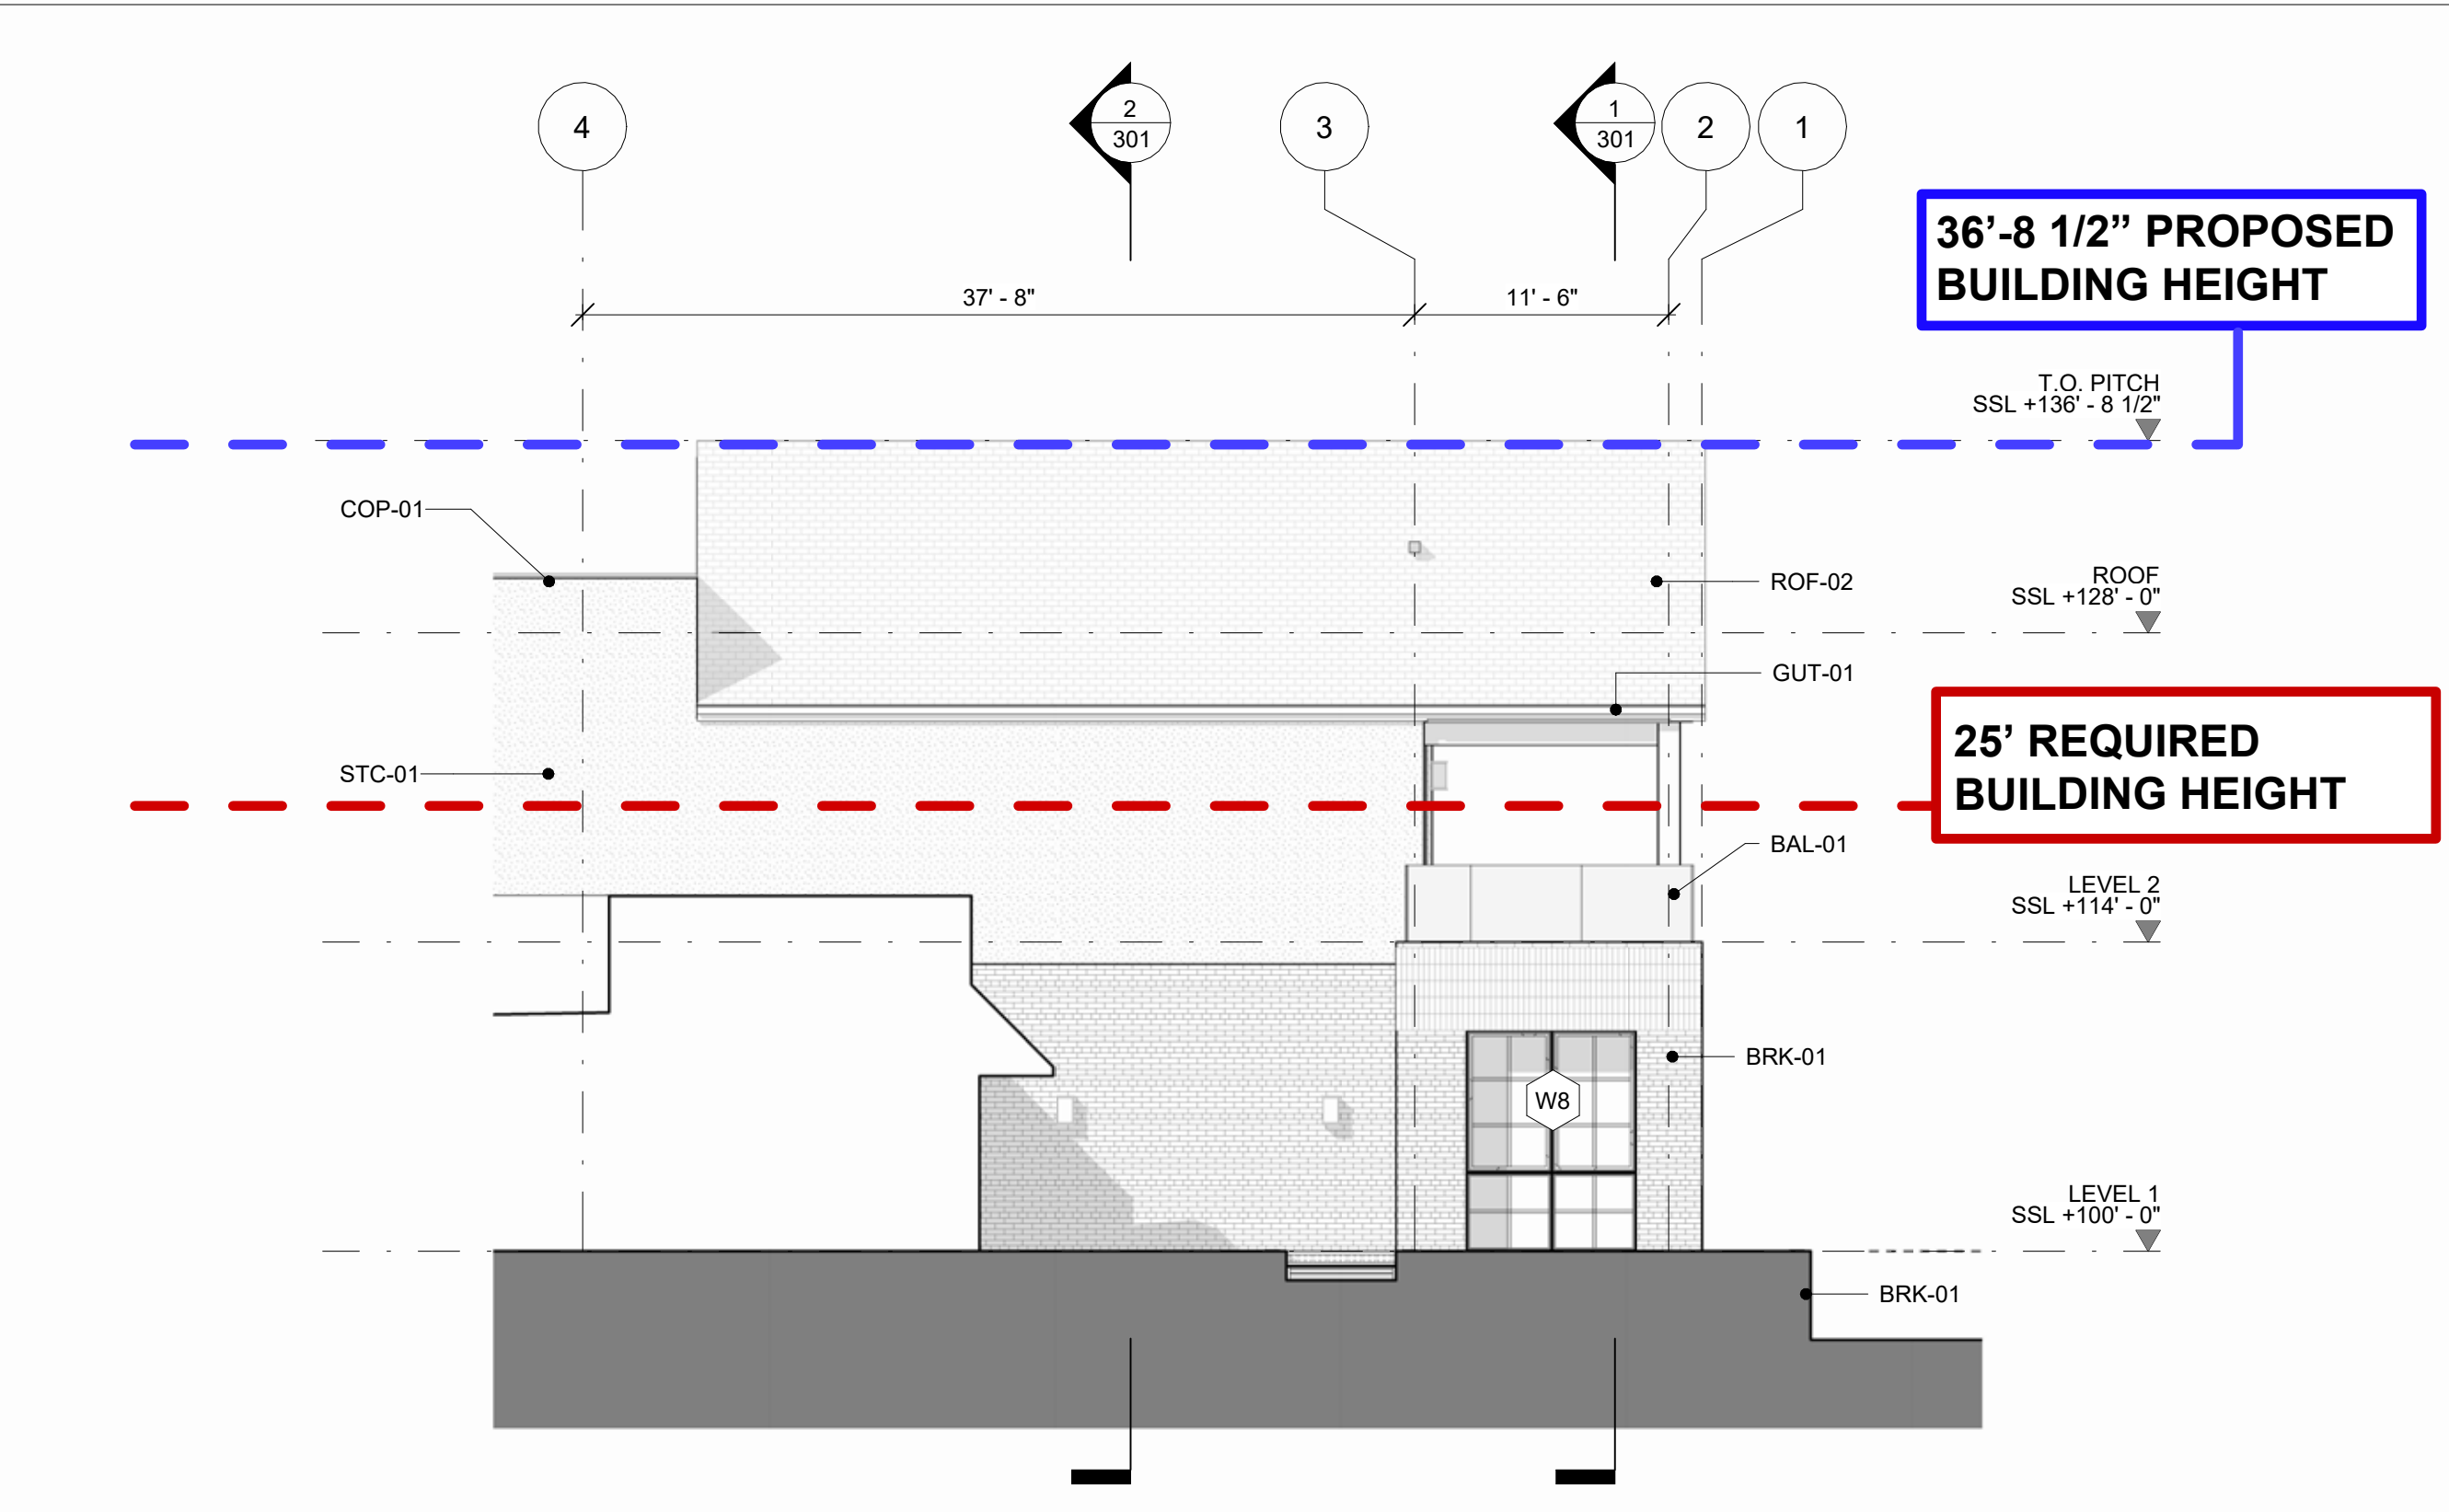 4
2
301
3
1
301
2
1
36’-8 1/2” PROPOSED
BUILDING HEIGHT
37' - 8"
11' - 6"
T.O. PITCH
SSL +136' - 8 1/2"
COP-01
ROF-02
ROOF
SSL +128' - 0"
GUT-01
25’ REQUIRED
BUILDING HEIGHT
STC-01
BAL-01
LEVEL 2
SSL +114' - 0"
BRK-01
W8
LEVEL 1
SSL +100' - 0"
BRK-01